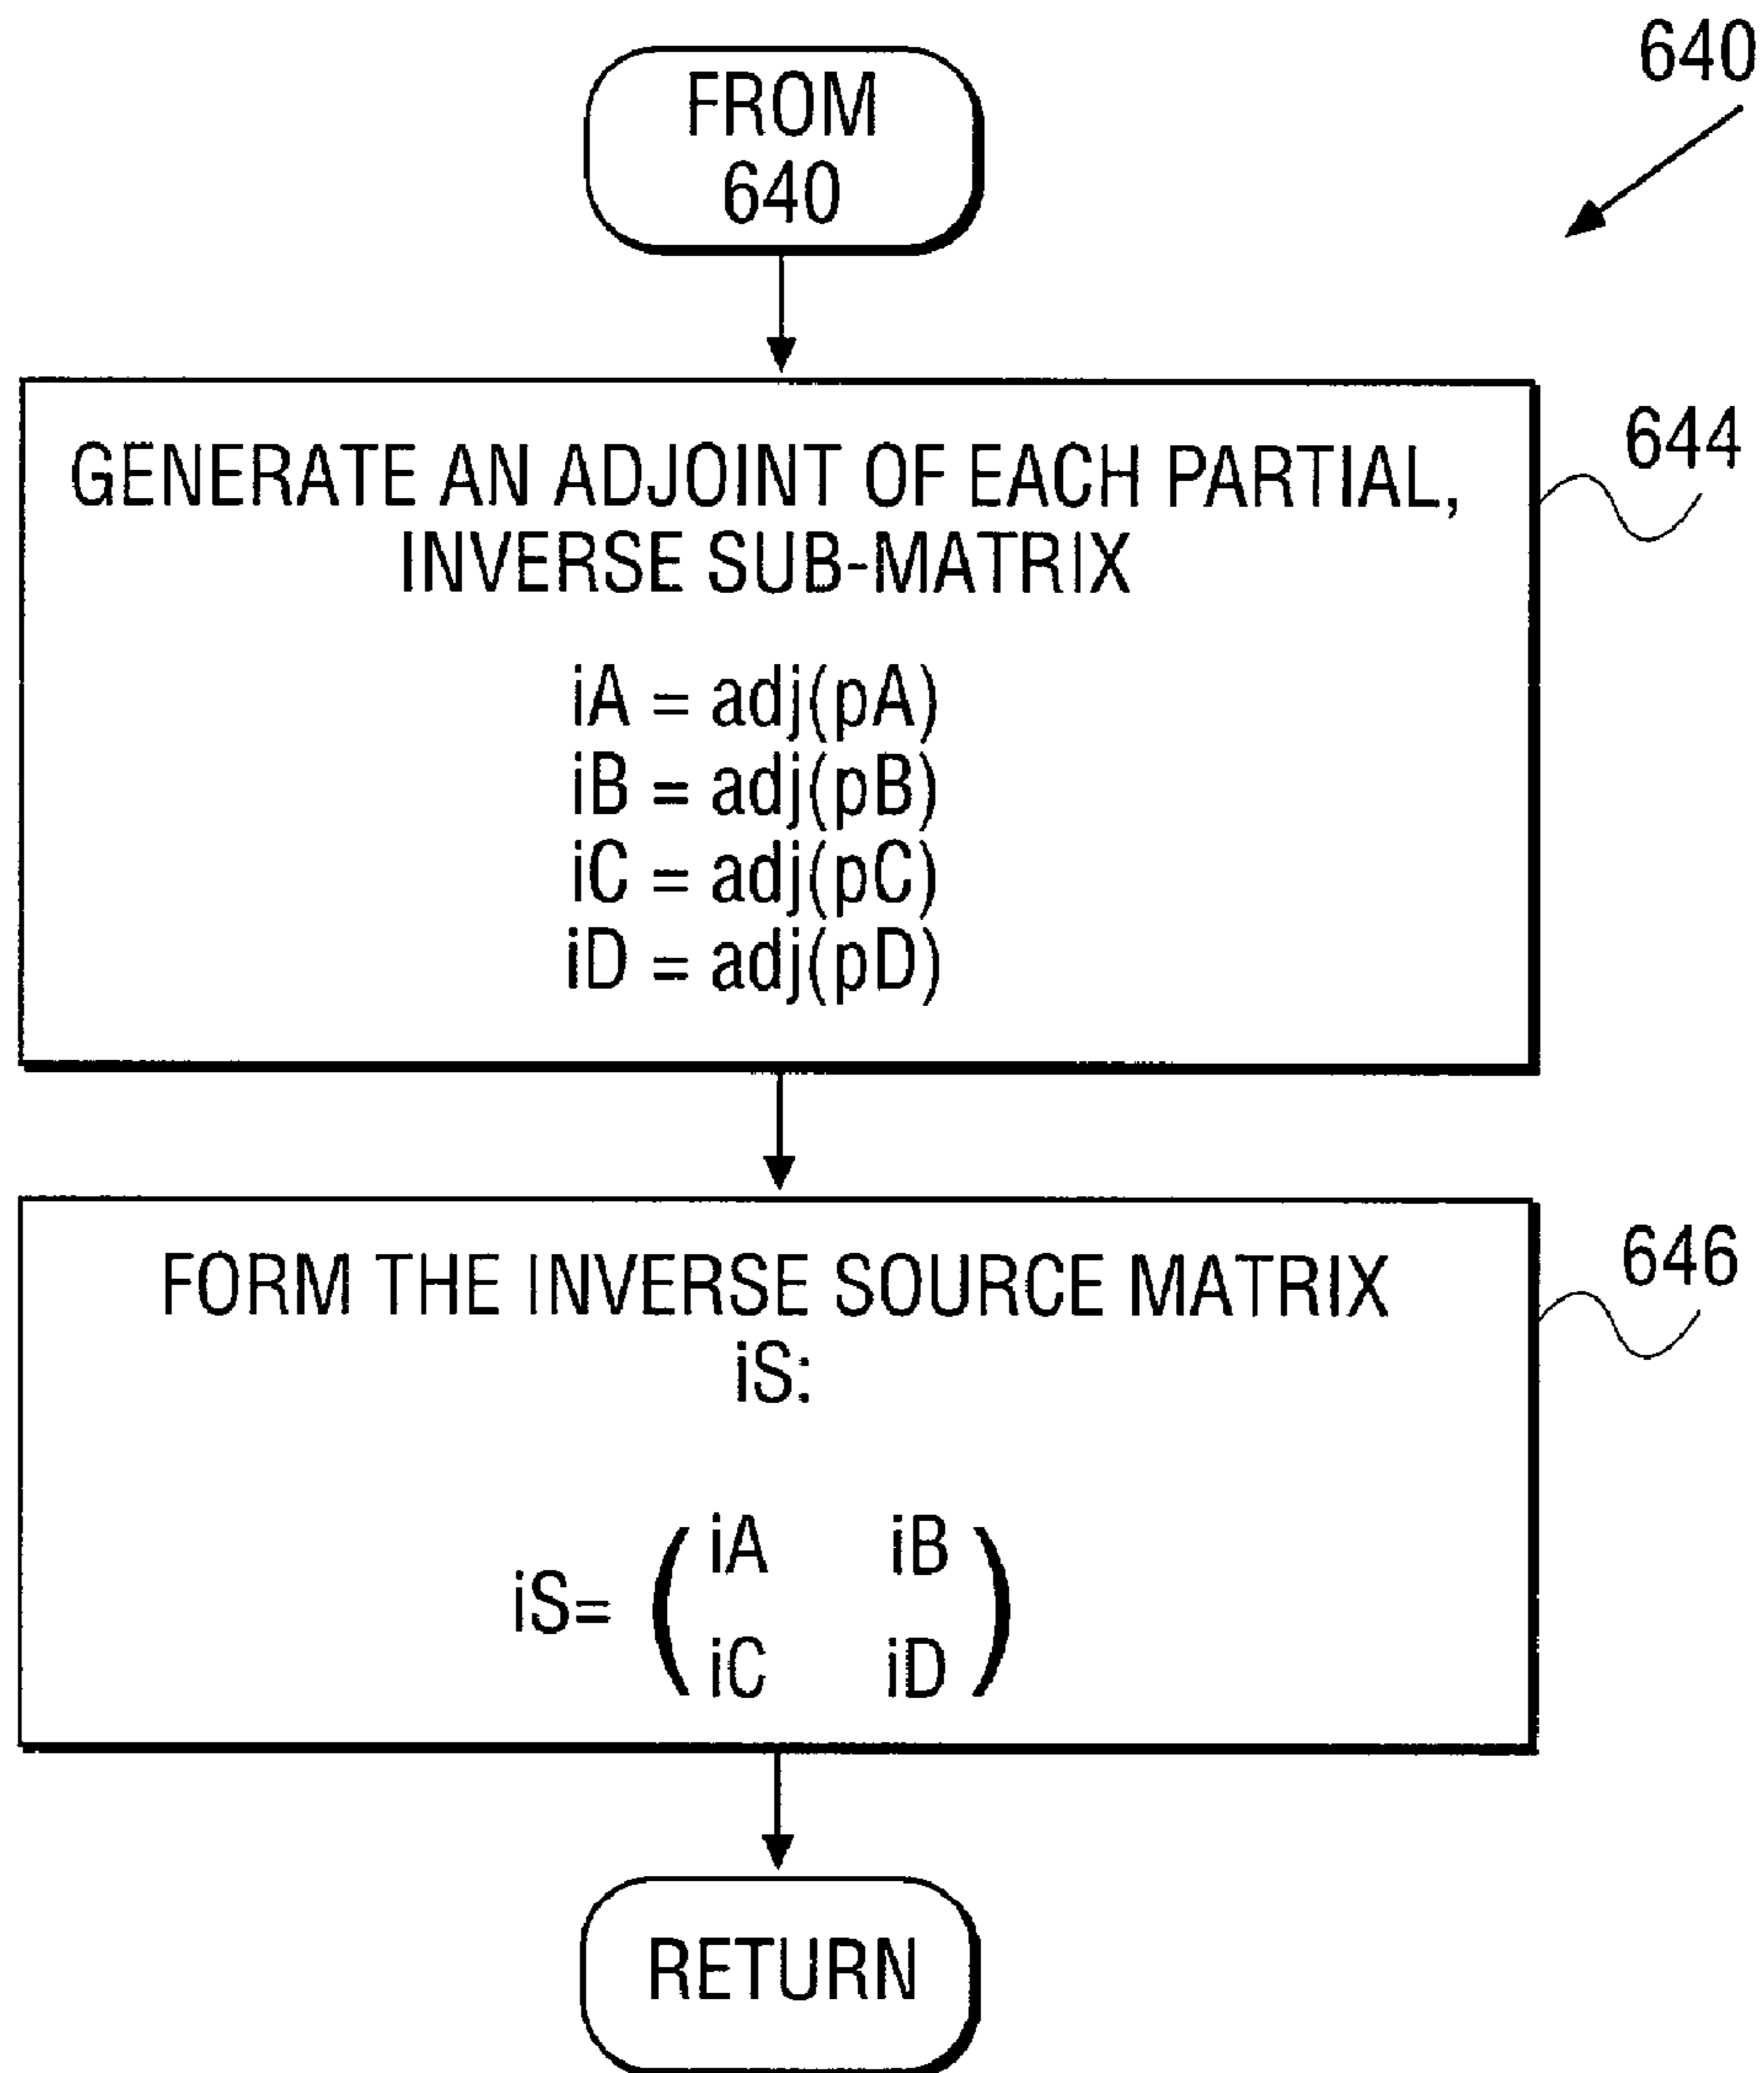 640
FROM
640
GENERATE AN ADJOINT OF EACH PARTIAL,
INVERSE SUB-MATRIX
644
iA = adj(pA)
iB = adj(pB)
iC = adj(pC)
iD = adj(pD)
FORM THE INVERSE SOURCE MATRIX
646
iS:
iS= ( iA iB
iC iD )
RETURN